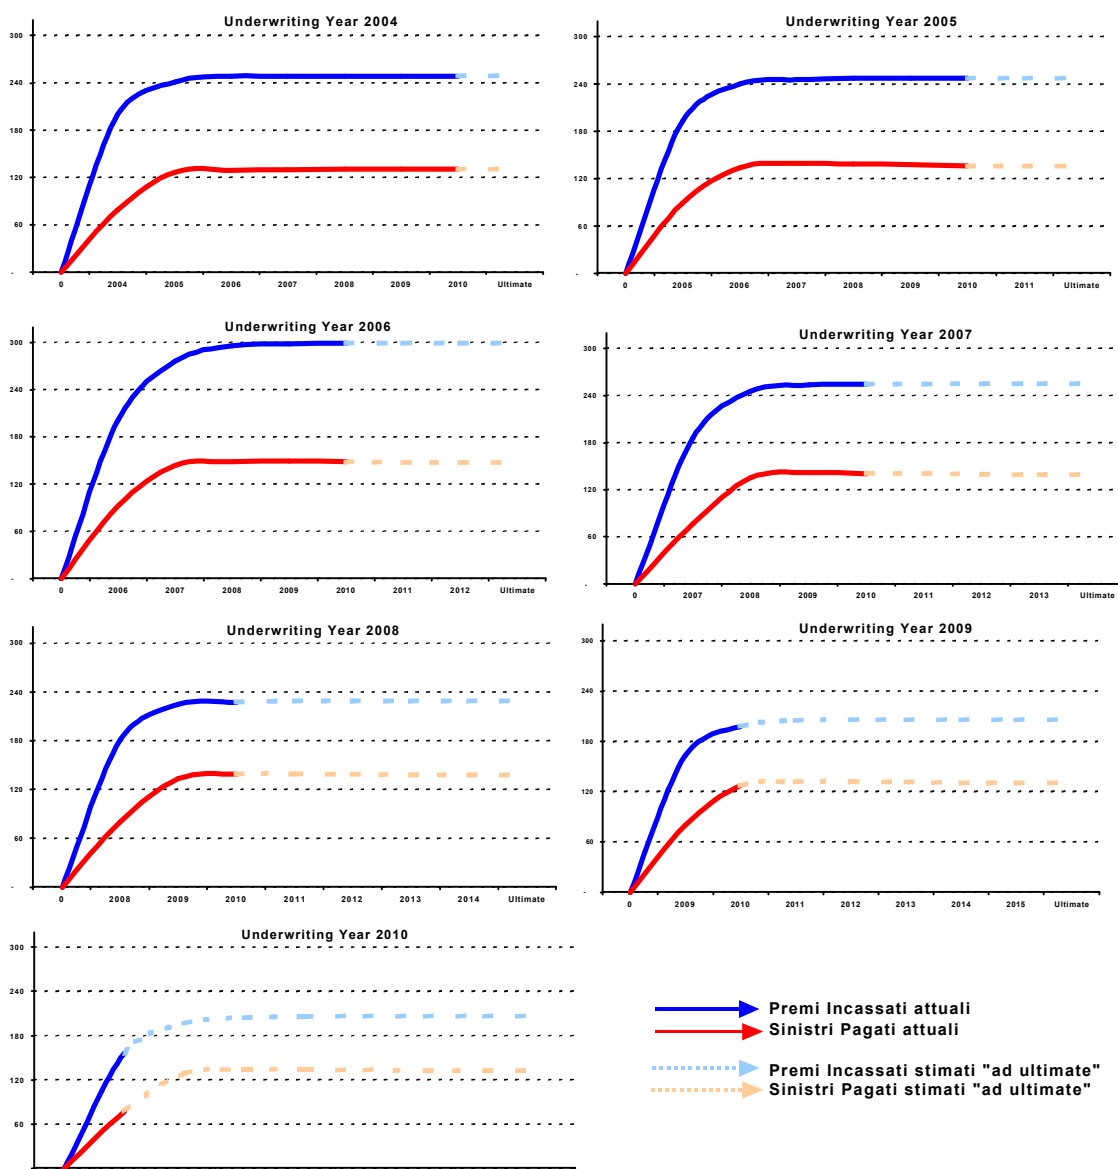 Underwriting Year 2004
300
240
180
120
60
-
0 2004 2005 2006 2007 2008 2009 2010 Ultimate
Underwriting Year 2005
300
240
180
120
60
-
0 2005 2006 2007 2008 2009 2010 2011 Ultimate
Underwriting Year 2006
300
240
180
120
60
-
0 2006 2007 2008 2009 2010 2011 2012 Ultimate
Underwriting Year 2007
300
240
180
120
60
-
0 2007 2008 2009 2010 2011 2012 2013 Ultimate
Underwriting Year 2008
300
240
180
120
60
-
0 2008 2009 2010 2011 2012 2013 2014 Ultimate
Underwriting Year 2009
300
240
180
120
60
-
0 2009 2010 2011 2012 2013 2014 2015 Ultimate
Underwriting Year 2010
300
240
180
120
60
Premi Incassati attuali
Sinistri Pagati attuali
Premi Incassati stimati "ad ultimate"
Sinistri Pagati stimati "ad ultimate"